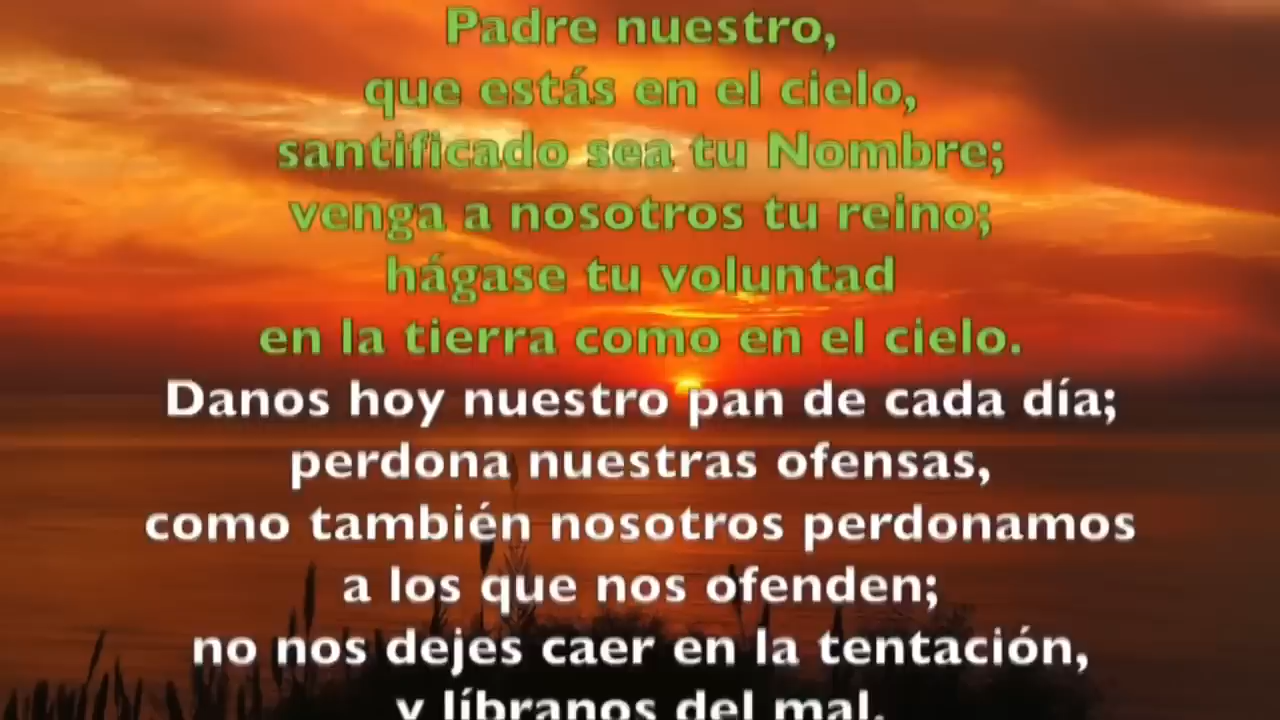 Padre nuestro,
que estás en el cielo,
santificado sea tu Nombre;
venga a nosotros tu reino;
hágase tu voluntad
en la tierra como en el cielo.
Danos hoy nuestro pan de cada día;
perdona nuestras ofensas,
como también nosotros perdonamos
a los que nos ofenden;
no nos dejes caer en la tentación,
y líbranos del mal.